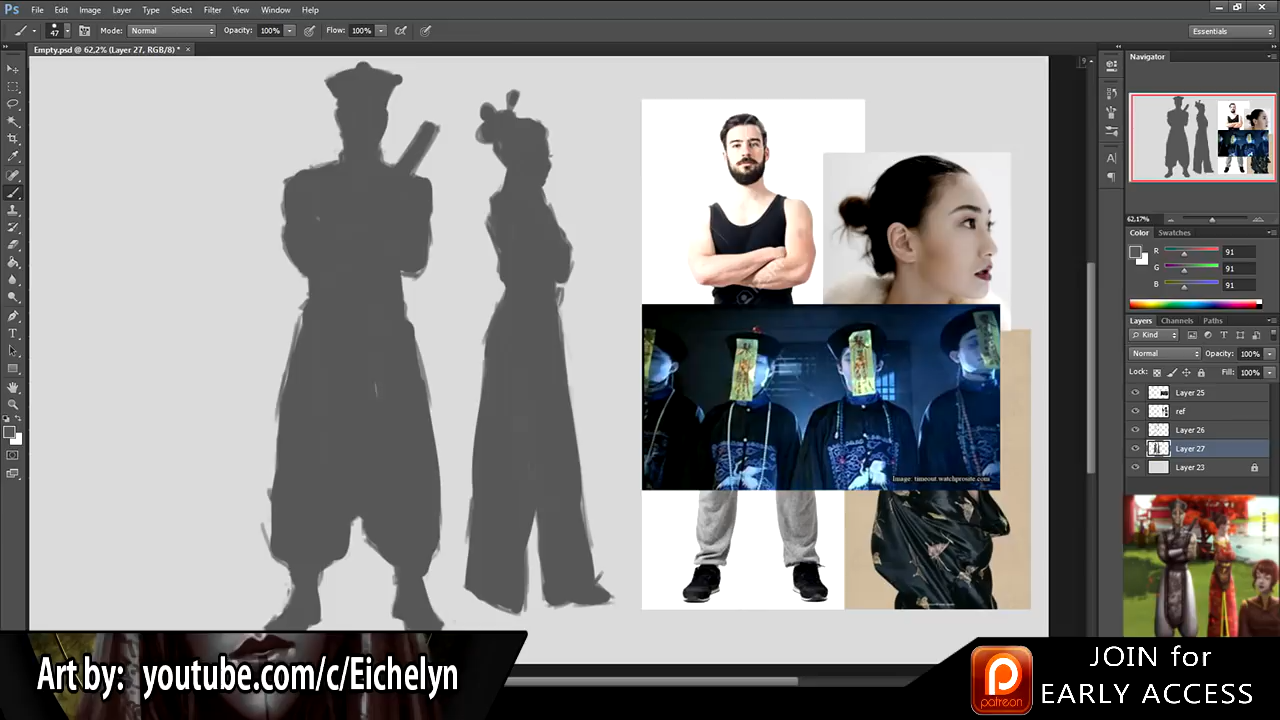 Ps File Edit Image Layer Type Select Filter View Window Help
47 Mode: Normal Opacity: 100% Flow: 100% Essentials
Empty.psd @ 62,2% (Layer 27, RGB/8) * ×
Navigator
62,17%
Color Swatches
R 91
G 91
B 91
Layers Channels Paths
Kind
Normal Opacity: 100%
Lock: Fill: 100%
Layer 25
ref
Layer 26
Layer 27
Layer 23
Image: timeout.watchproute.com
Art by: youtube.com/c/Eichelyn
patreon
JOIN for
EARLY ACCESS